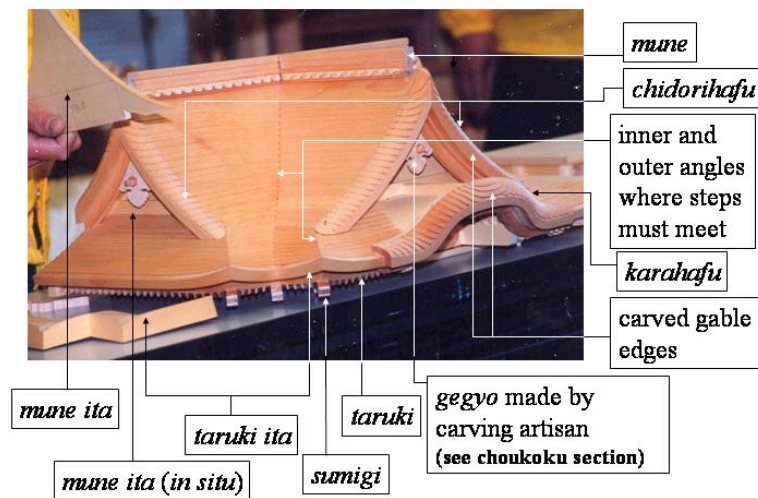 mune
chidorihafu
inner and
outer angles
where steps
must meet
karahafu
carved gable
edges
mune ita
taruki ita
taruki
gegyo made by
carving artisan
(see choukoku section)
mune ita (in situ)
sumigi